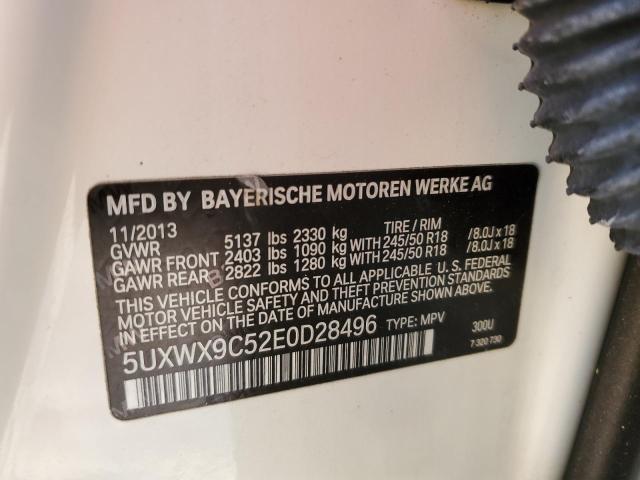 MFD BY BAYERISCHE MOTOREN WERKE AG
11/2013
GVWR 5137 lbs 2330 kg TIRE / RIM
GAWR FRONT 2403 lbs 1090 kg WITH 245/50 R18 /8.0J x 18
GAWR REAR 2822 lbs 1280 kg WITH 245/50 R18 /8.0J x 18
THIS VEHICLE CONFORMS TO ALL APPLICABLE U.S. FEDERAL
MOTOR VEHICLE SAFETY AND THEFT PREVENTION STANDARDS
IN EFFECT ON THE DATE OF MANUFACTURE SHOWN ABOVE.
5UXWX9C52E0D28496 TYPE: MPV 300U
7 320 730